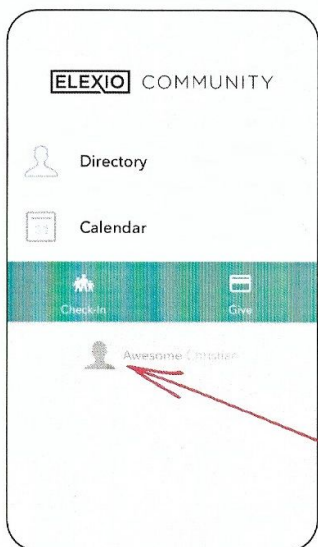 ELEXIO COMMUNITY
Directory
Calendar
Check-In Give
Awesome Christian